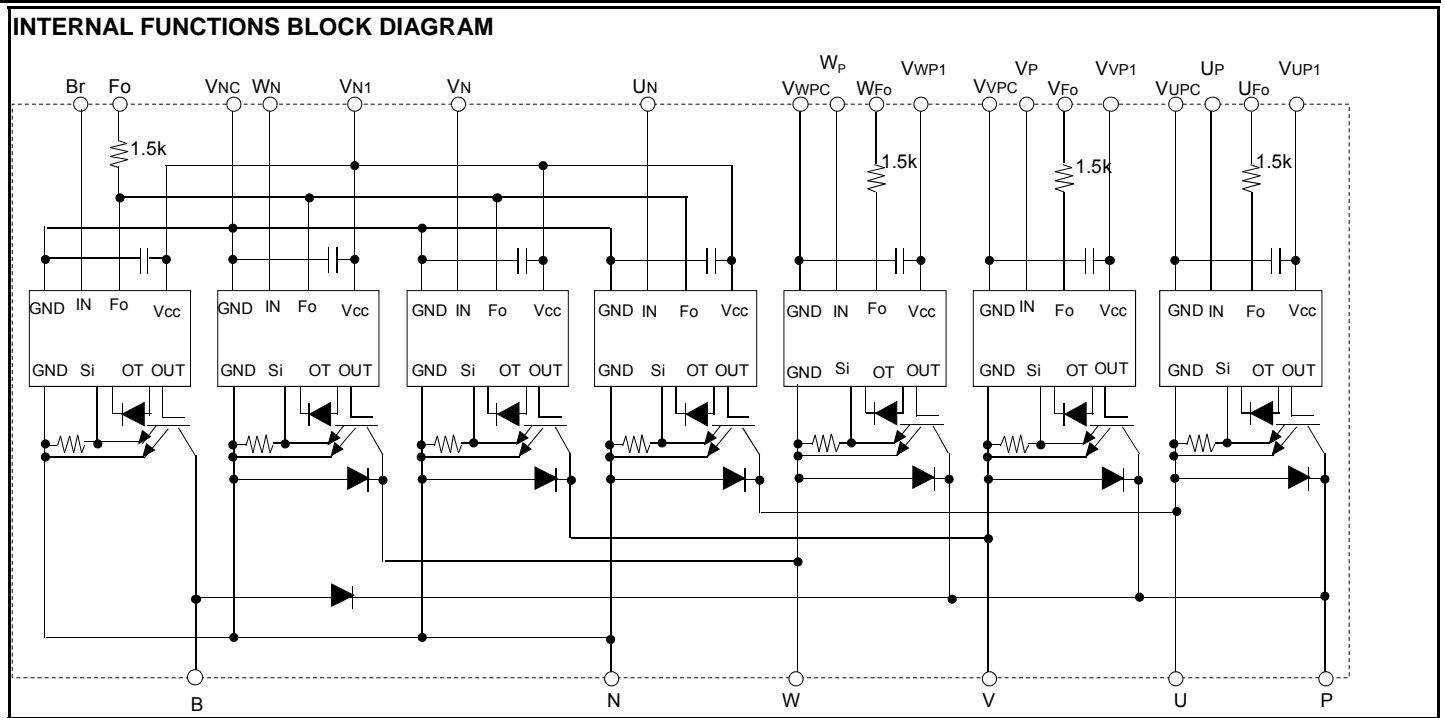 INTERNAL FUNCTIONS BLOCK DIAGRAM
WP VP UP
Br Fo VNC WN VN1 VN UN VWPC WFo VWP1 VVPC VFo VVP1 VUPC UFo VUP1
1.5k 1.5k 1.5k 1.5k
GND IN Fo Vcc GND IN Fo Vcc GND IN Fo Vcc GND IN Fo Vcc GND IN Fo Vcc GND IN Fo Vcc GND IN Fo Vcc
GND Si OT OUT GND Si OT OUT GND Si OT OUT GND Si OT OUT GND Si OT OUT GND Si OT OUT GND Si OT OUT
B N W V U P